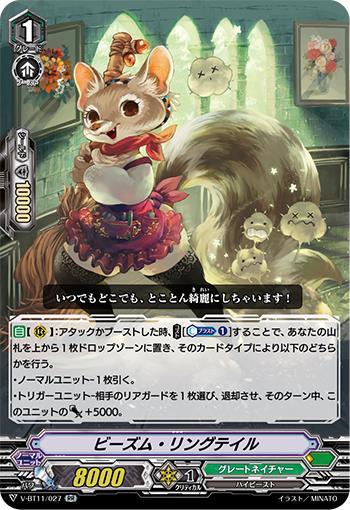 1
グレード
ブースト
シールド
10000
いつでもどこでも、とことん綺麗にしちゃいます!
きれい
自【】:アタックがブーストした時、【ブラスト①】することで、あなたの山
札を上から1枚ドロップゾーンに置き、そのカードタイプにより以下のどちら
かを行う。
・ノーマルユニット-1枚引く。
・トリガーユニット-相手のリアガードを1枚選び、退却させ、そのターン中、こ
のユニットの+5000。
ビーズム・リングテイル
ノーマル
ユニット
パワー
8000
1
クリティカル
グレートネイチャー
ハイビースト
V-BT11/027 RR
イラスト/MINATO